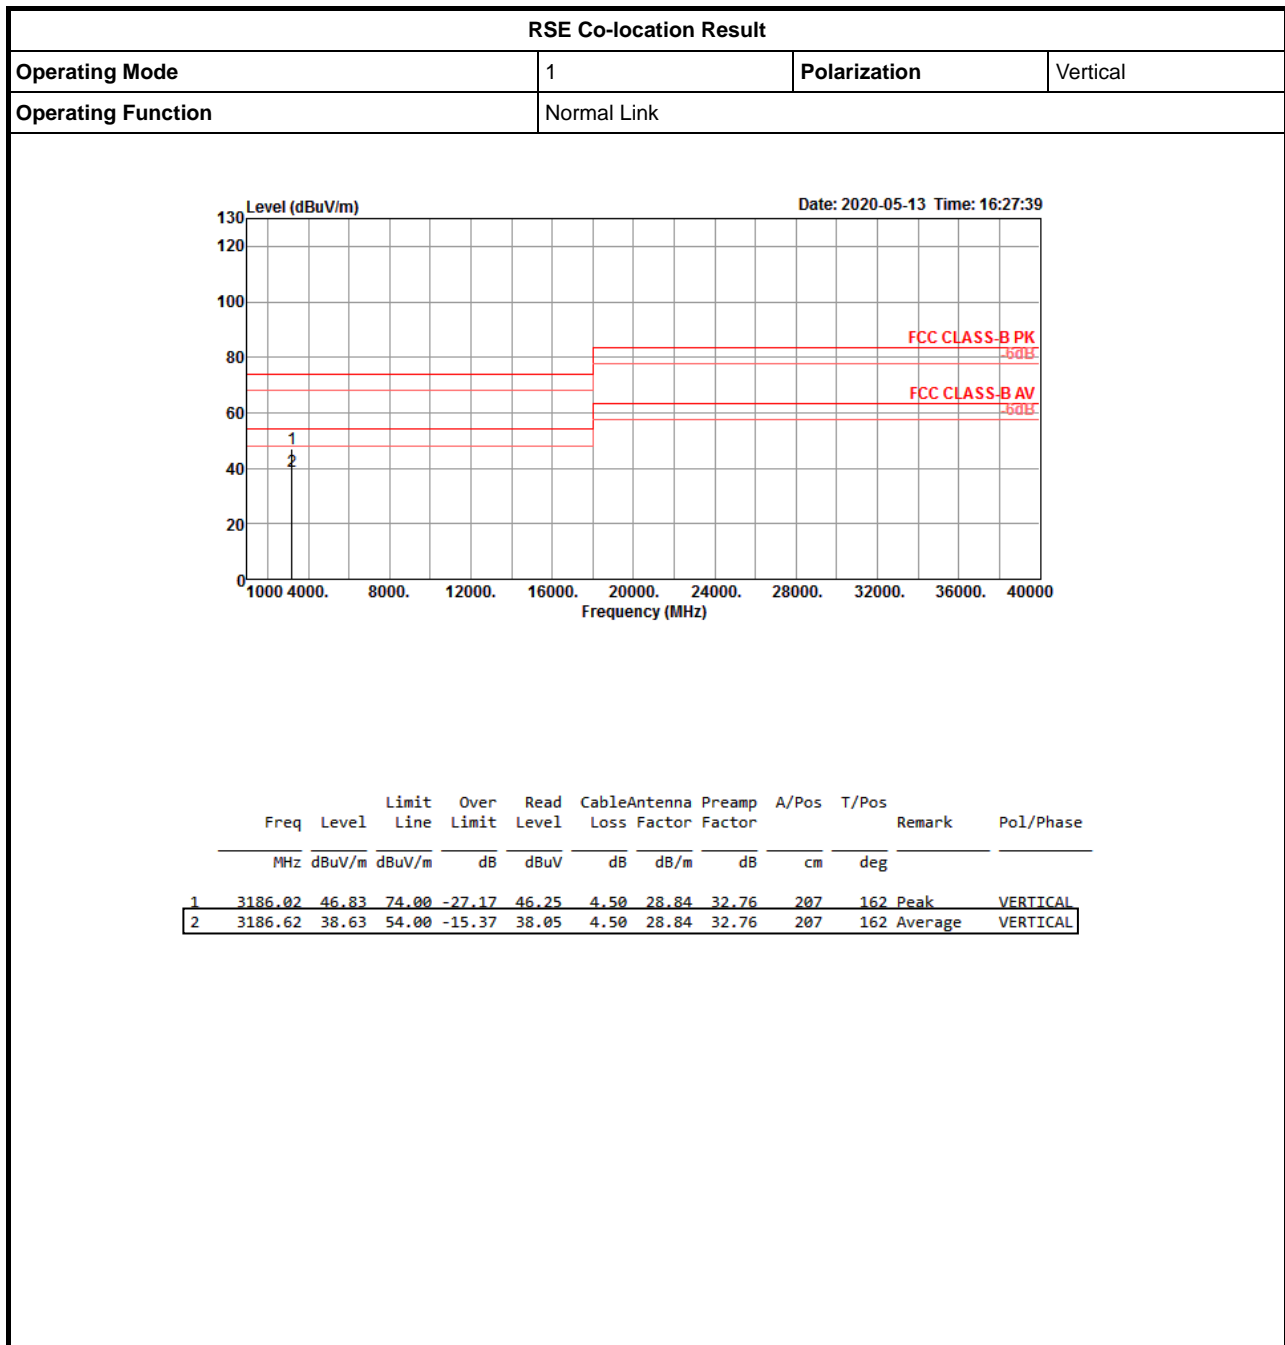 RSE Co-location Result
Operating Mode 1 Polarization Vertical
Operating Function Normal Link
Level (dBuV/m) Date: 2020-05-13 Time: 16:27:39
130
120
100
FCC CLASS-B PK
80 -6dB
FCC CLASS-B AV
60 -6dB
1
2
40
20
0
1000 4000. 8000. 12000. 16000. 20000. 24000. 28000. 32000. 36000. 40000
Frequency (MHz)
Limit Over Read CableAntenna Preamp A/Pos T/Pos
Freq Level Line Limit Level Loss Factor Factor Remark Pol/Phase
MHz dBuV/m dBuV/m dB dBuV dB dB/m dB cm deg
1 3186.02 46.83 74.00 -27.17 46.25 4.50 28.84 32.76 207 162 Peak VERTICAL
2 3186.62 38.63 54.00 -15.37 38.05 4.50 28.84 32.76 207 162 Average VERTICAL